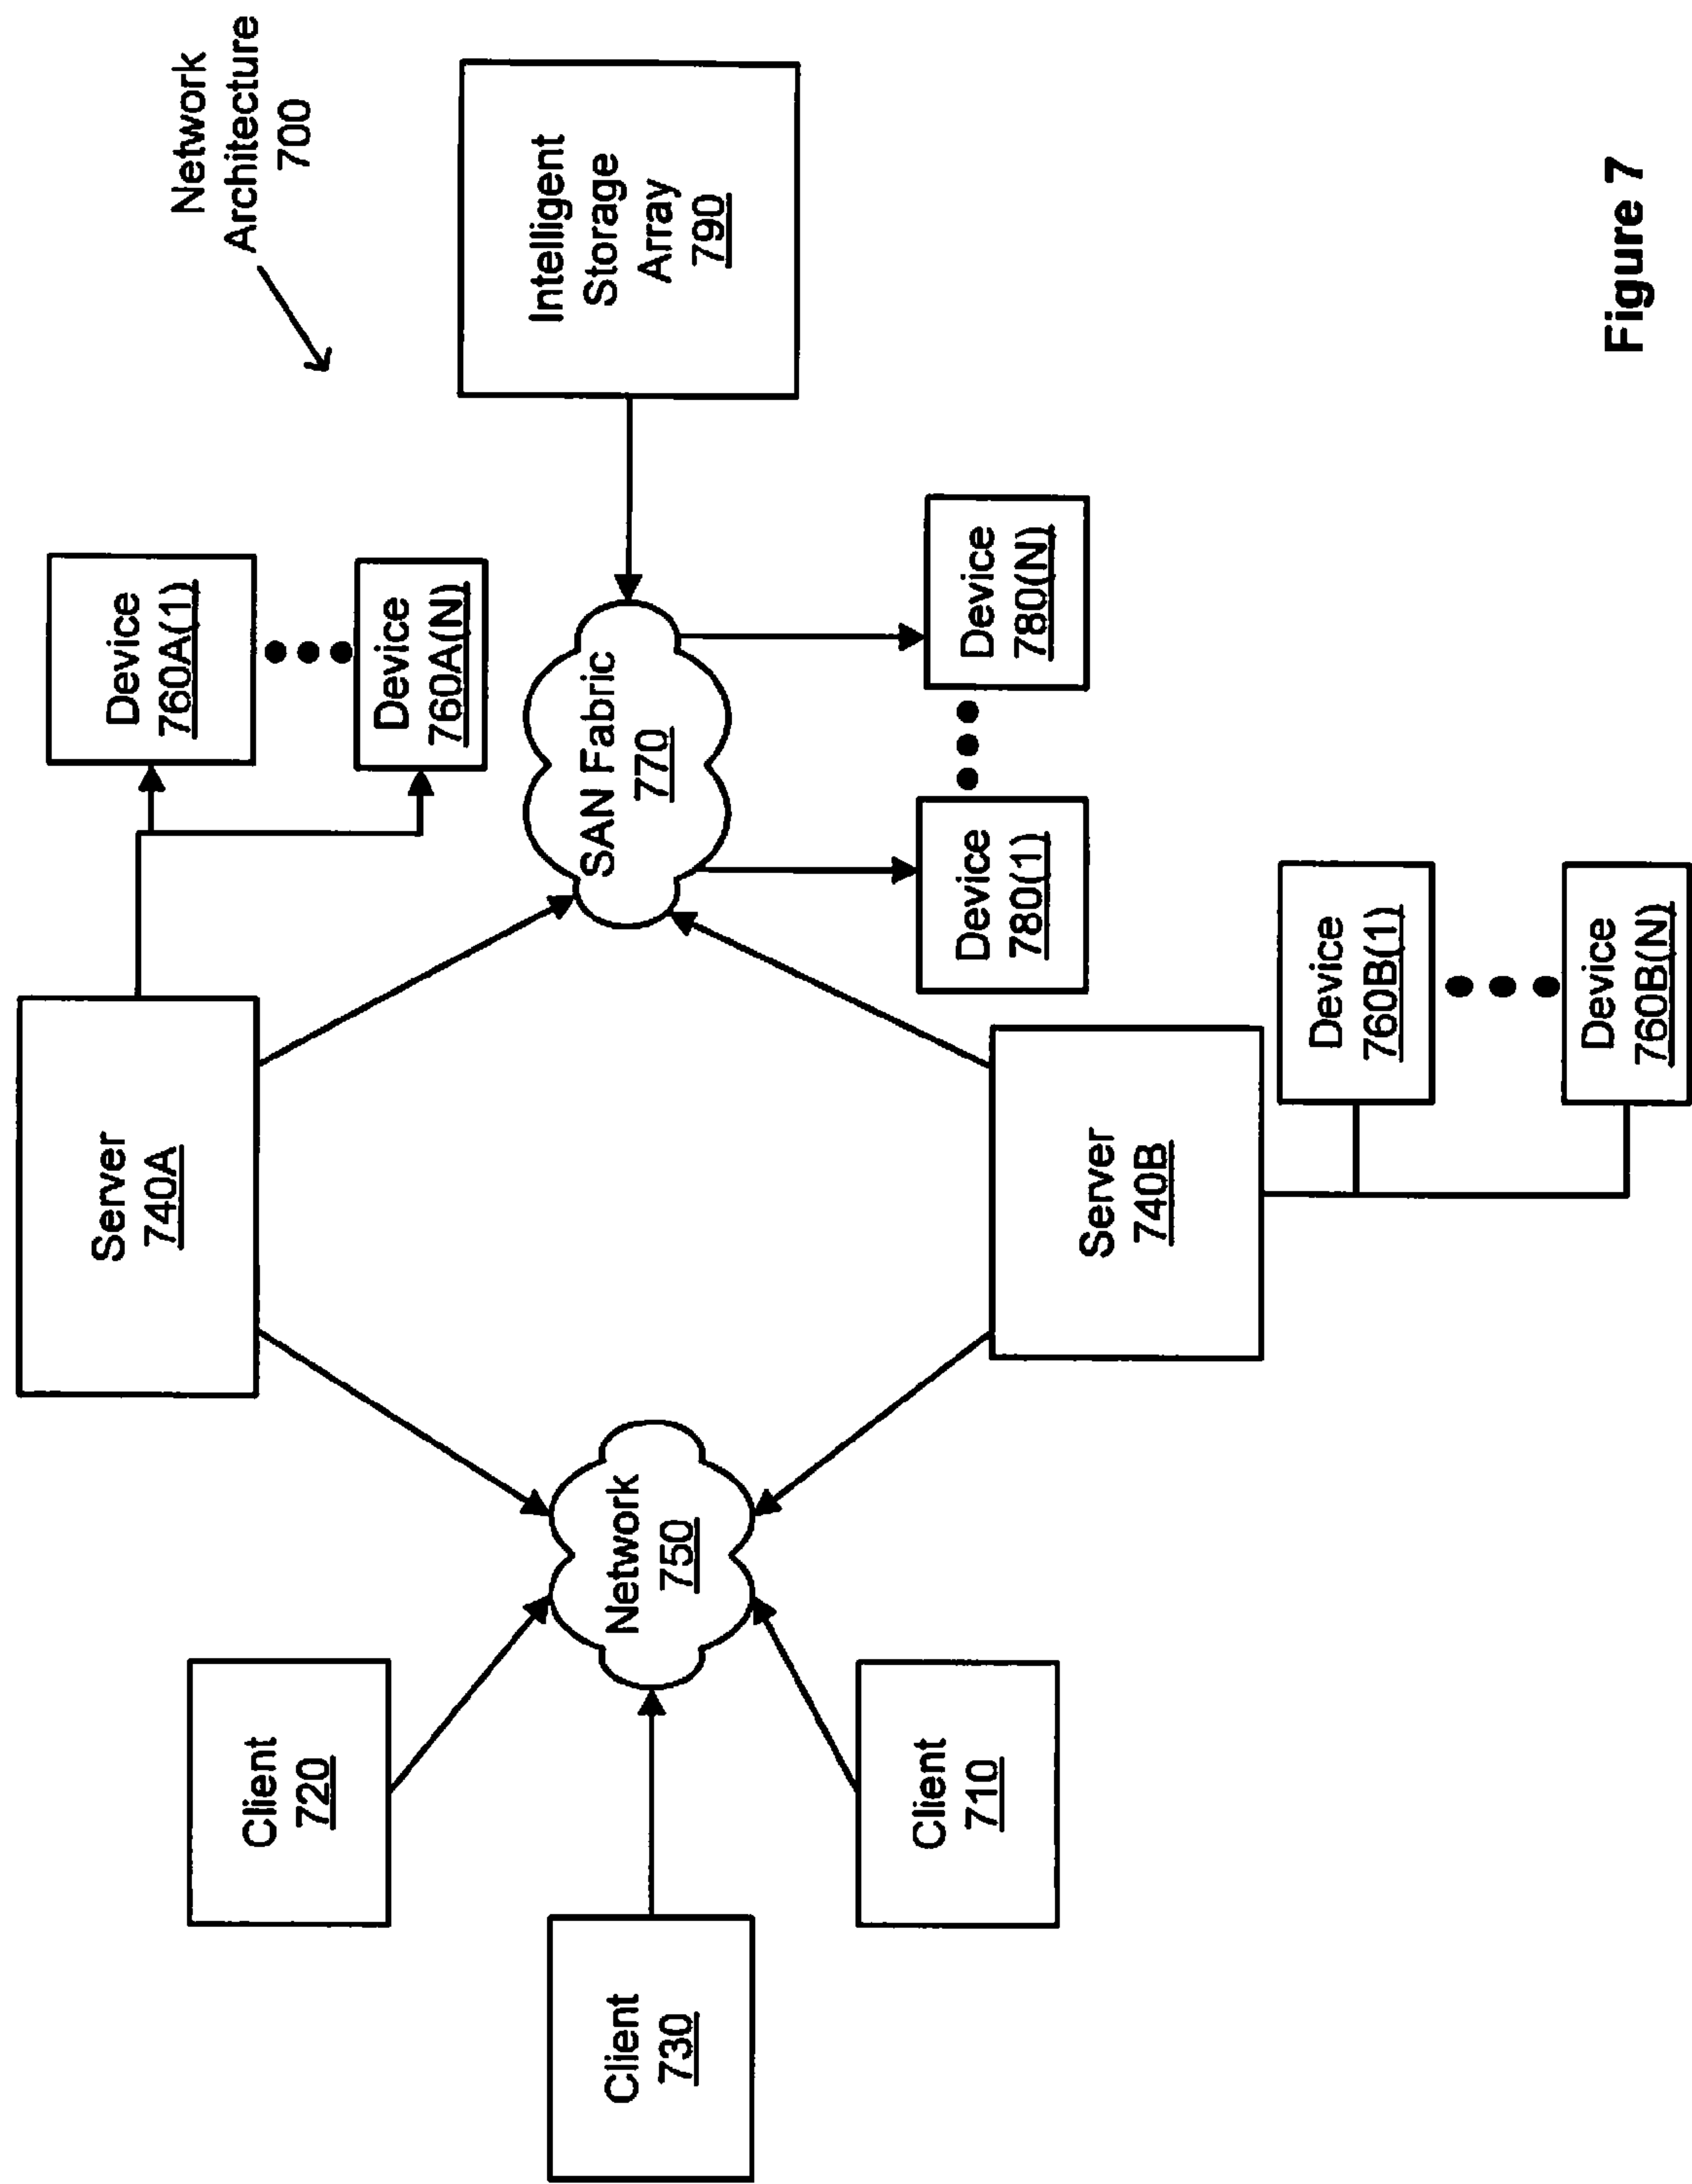 Network
Architecture
700
Device
760A(1)
Device
760A(N)
Server
740A
Intelligent
Storage
Array
790
SAN Fabric
770
Client
720
Network
750
Client
730
Device
780(1)
Device
780(N)
Client
710
Server
740B
Device
760B(1)
Device
760B(N)
Figure 7